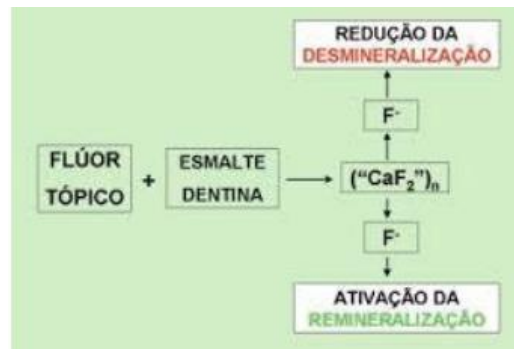 REDUÇÃO DA
DESMINERALIZAÇÃO
F-
FLÚOR
TÓPICO
+
ESMALTE
DENTINA
("CaF₂")ₙ
F-
ATIVAÇÃO DA
REMINERALIZAÇÃO